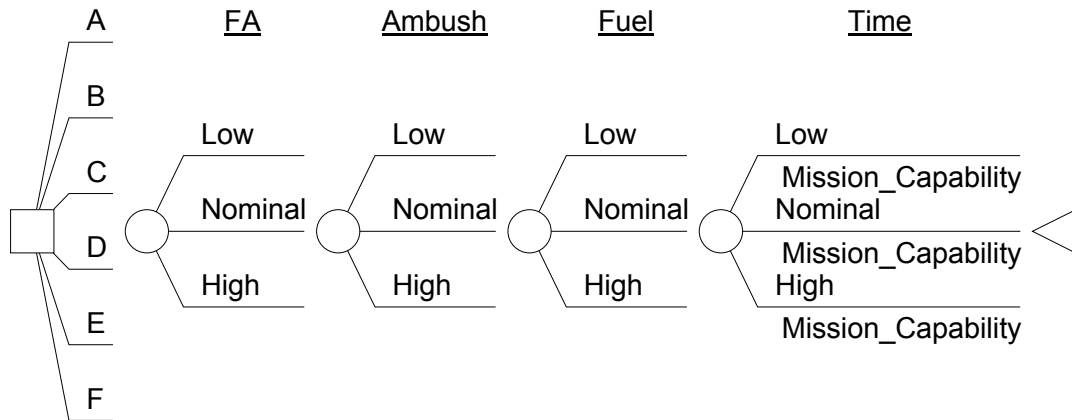 A
FA
Ambush
Fuel
Time
B
Low
Low
Low
Low
C
Mission_Capability
Nominal
Nominal
Nominal
Nominal
D
Mission_Capability
High
High
High
High
E
Mission_Capability
F